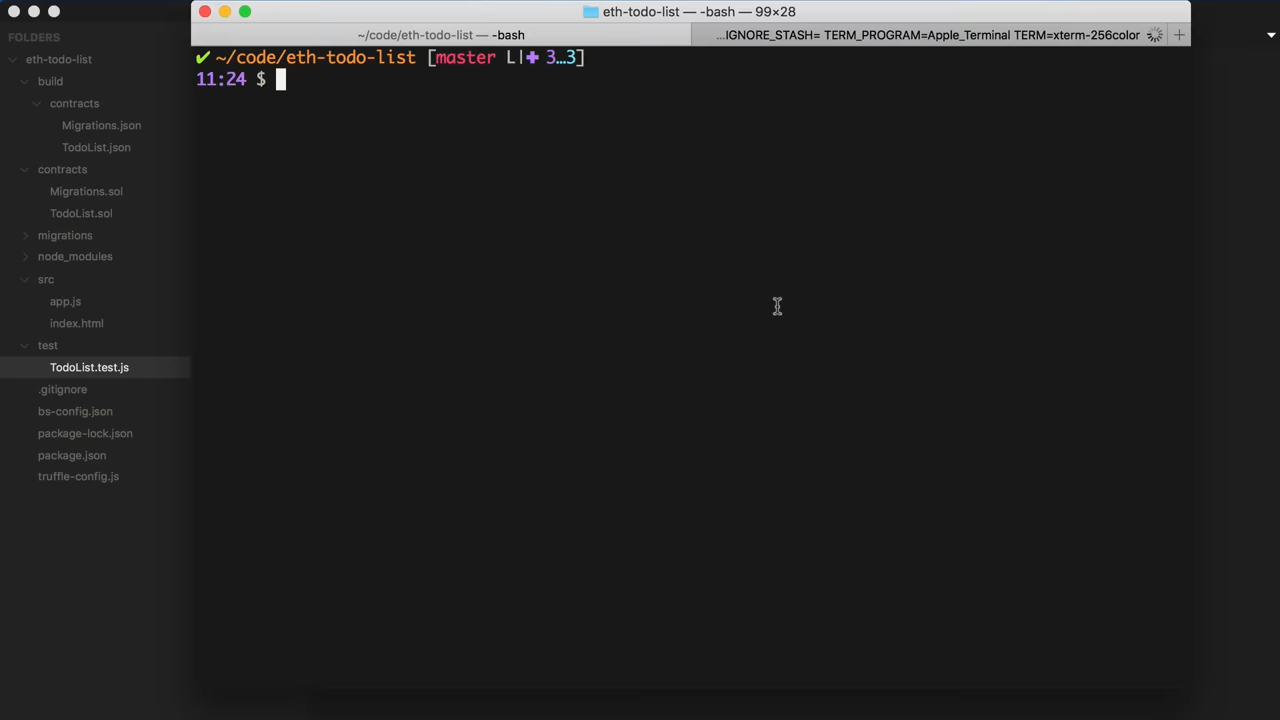 eth-todo-list — -bash — 99×28
~/code/eth-todo-list — -bash
...IGNORE_STASH= TERM_PROGRAM=Apple_Terminal TERM=xterm-256color
+
FOLDERS
eth-todo-list
build
contracts
Migrations.json
TodoList.json
contracts
Migrations.sol
TodoList.sol
migrations
node_modules
src
app.js
index.html
test
TodoList.test.js
.gitignore
bs-config.json
package-lock.json
package.json
truffle-config.js
✔ ~/code/eth-todo-list [master L|✚ 3…3]
11:24 $